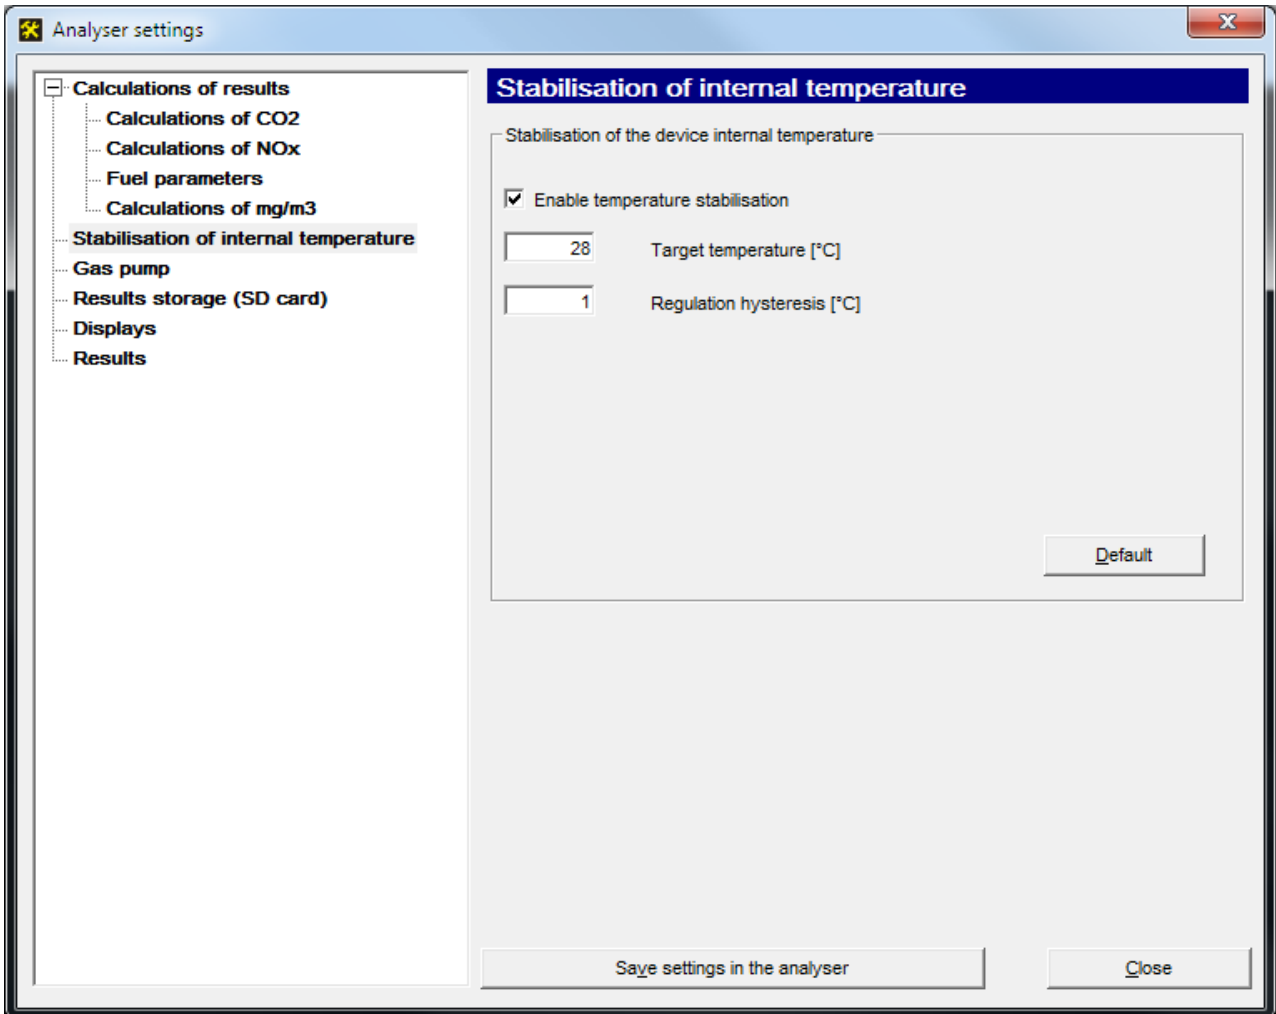 Analyser settings
Calculations of results
Calculations of CO2
Calculations of NOx
Fuel parameters
Calculations of mg/m3
Stabilisation of internal temperature
Gas pump
Results storage (SD card)
Displays
Results
Stabilisation of internal temperature
Stabilisation of the device internal temperature
Enable temperature stabilisation
28 Target temperature [°C]
1 Regulation hysteresis [°C]
Default
Save settings in the analyser
Close